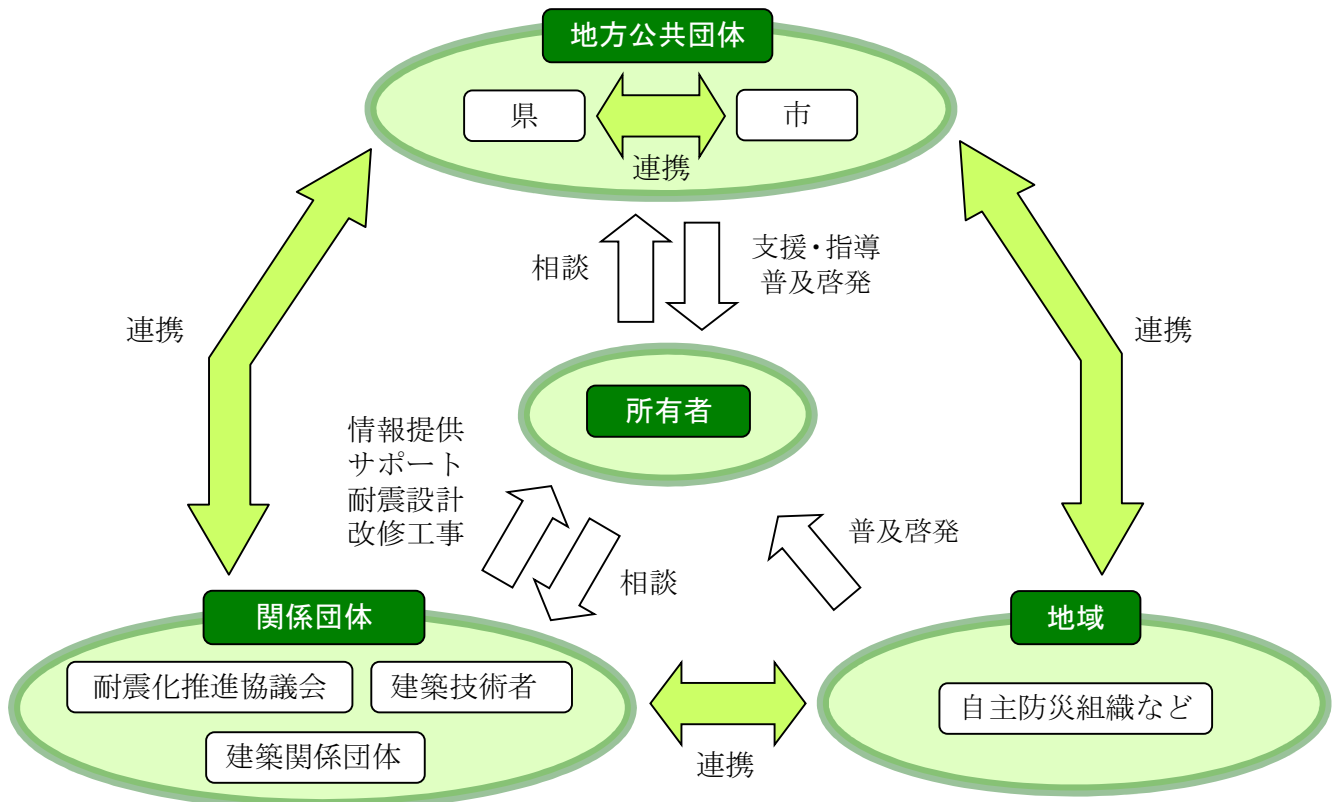 地方公共団体
県
市
連携
相談
支援・指導
普及啓発
連携
連携
所有者
情報提供
サポート
耐震設計
改修工事
普及啓発
相談
関係団体
地域
耐震化推進協議会
建築技術者
自主防災組織など
建築関係団体
連携